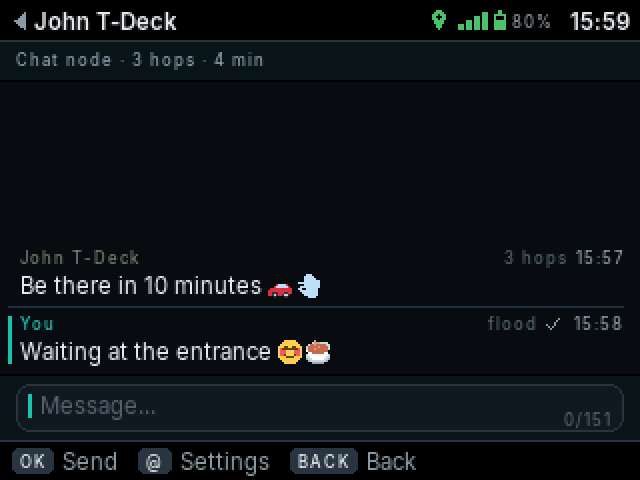 John T-Deck 80% 15:59
Chat node · 3 hops · 4 min
John T-Deck 3 hops 15:57
Be there in 10 minutes 🚗💨
You flood ✓ 15:58
Waiting at the entrance 😊☕
Message...
0/151
OK Send @ Settings BACK Back